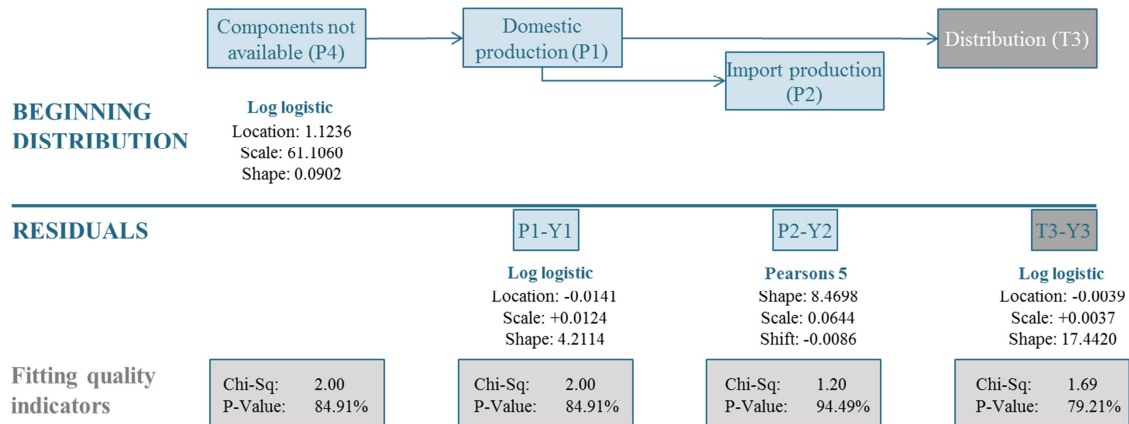 Components not
available (P4)
Domestic
production (P1)
Import production
(P2)
Distribution (T3)
BEGINNING
DISTRIBUTION
Log logistic
Location: 1.1236
Scale: 61.1060
Shape: 0.0902
RESIDUALS
P1-Y1
Log logistic
Location: -0.0141
Scale: +0.0124
Shape: 4.2114
P2-Y2
Pearsons 5
Shape: 8.4698
Scale: 0.0644
Shift: -0.0086
T3-Y3
Log logistic
Location: -0.0039
Scale: +0.0037
Shape: 17.4420
Fitting quality
indicators
Chi-Sq: 2.00
P-Value: 84.91%
Chi-Sq: 2.00
P-Value: 84.91%
Chi-Sq: 1.20
P-Value: 94.49%
Chi-Sq: 1.69
P-Value: 79.21%